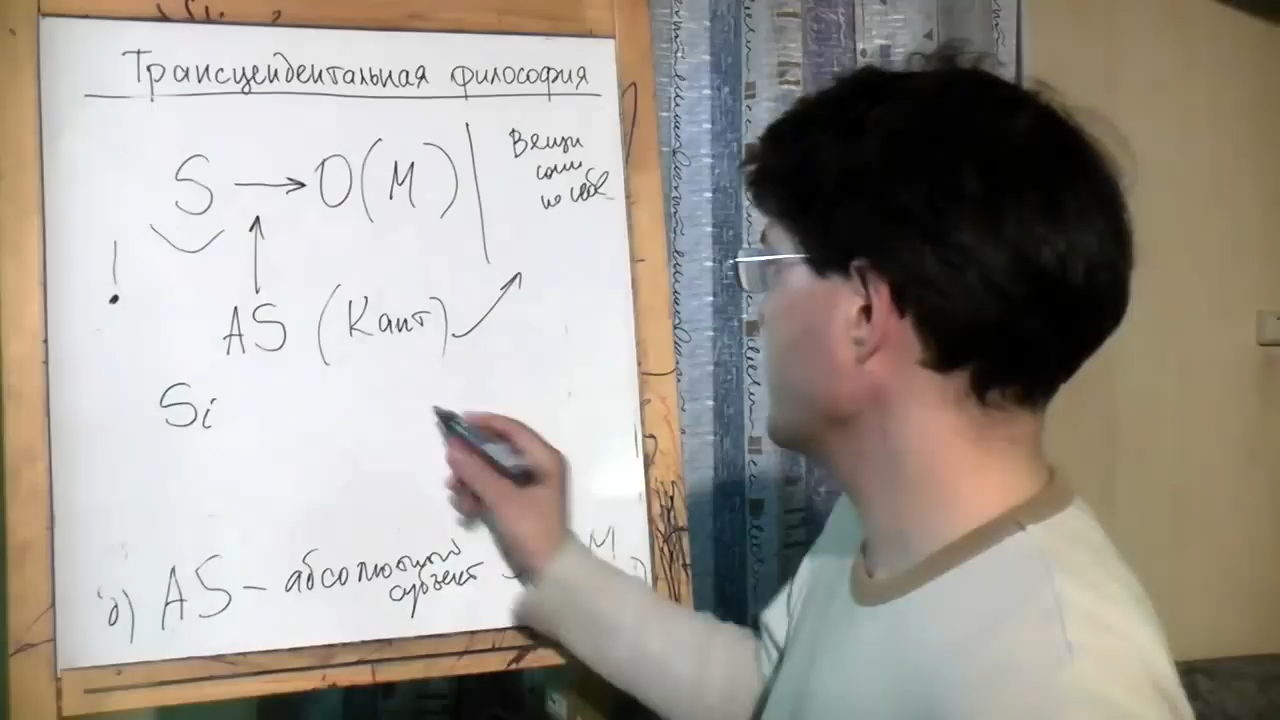 Трансцендентальная философия
S → O(M)
Вещи
сами
по себе
!
AS (Кант)
Si
д) AS – абсолютный
субъект
М